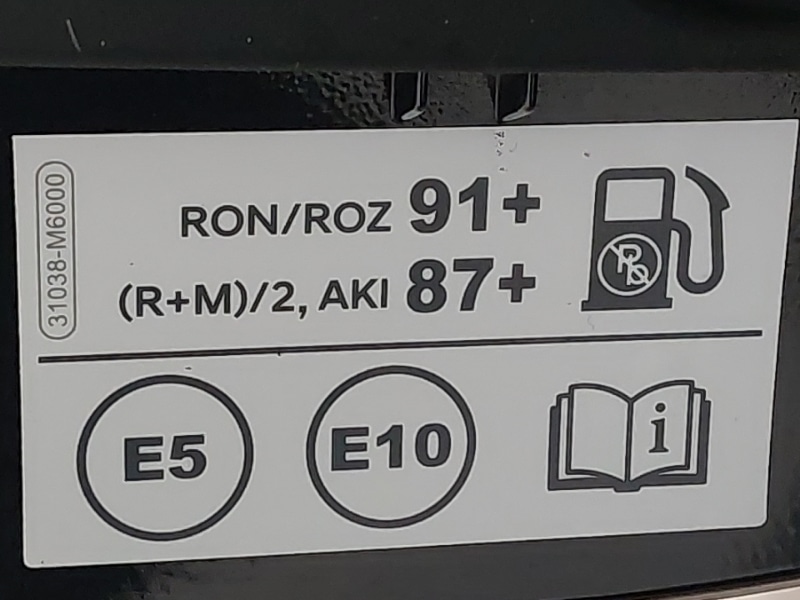 31038-M6000
RON/ROZ 91+
(R+M)/2, AKI 87+
Pb
E5
E10
i